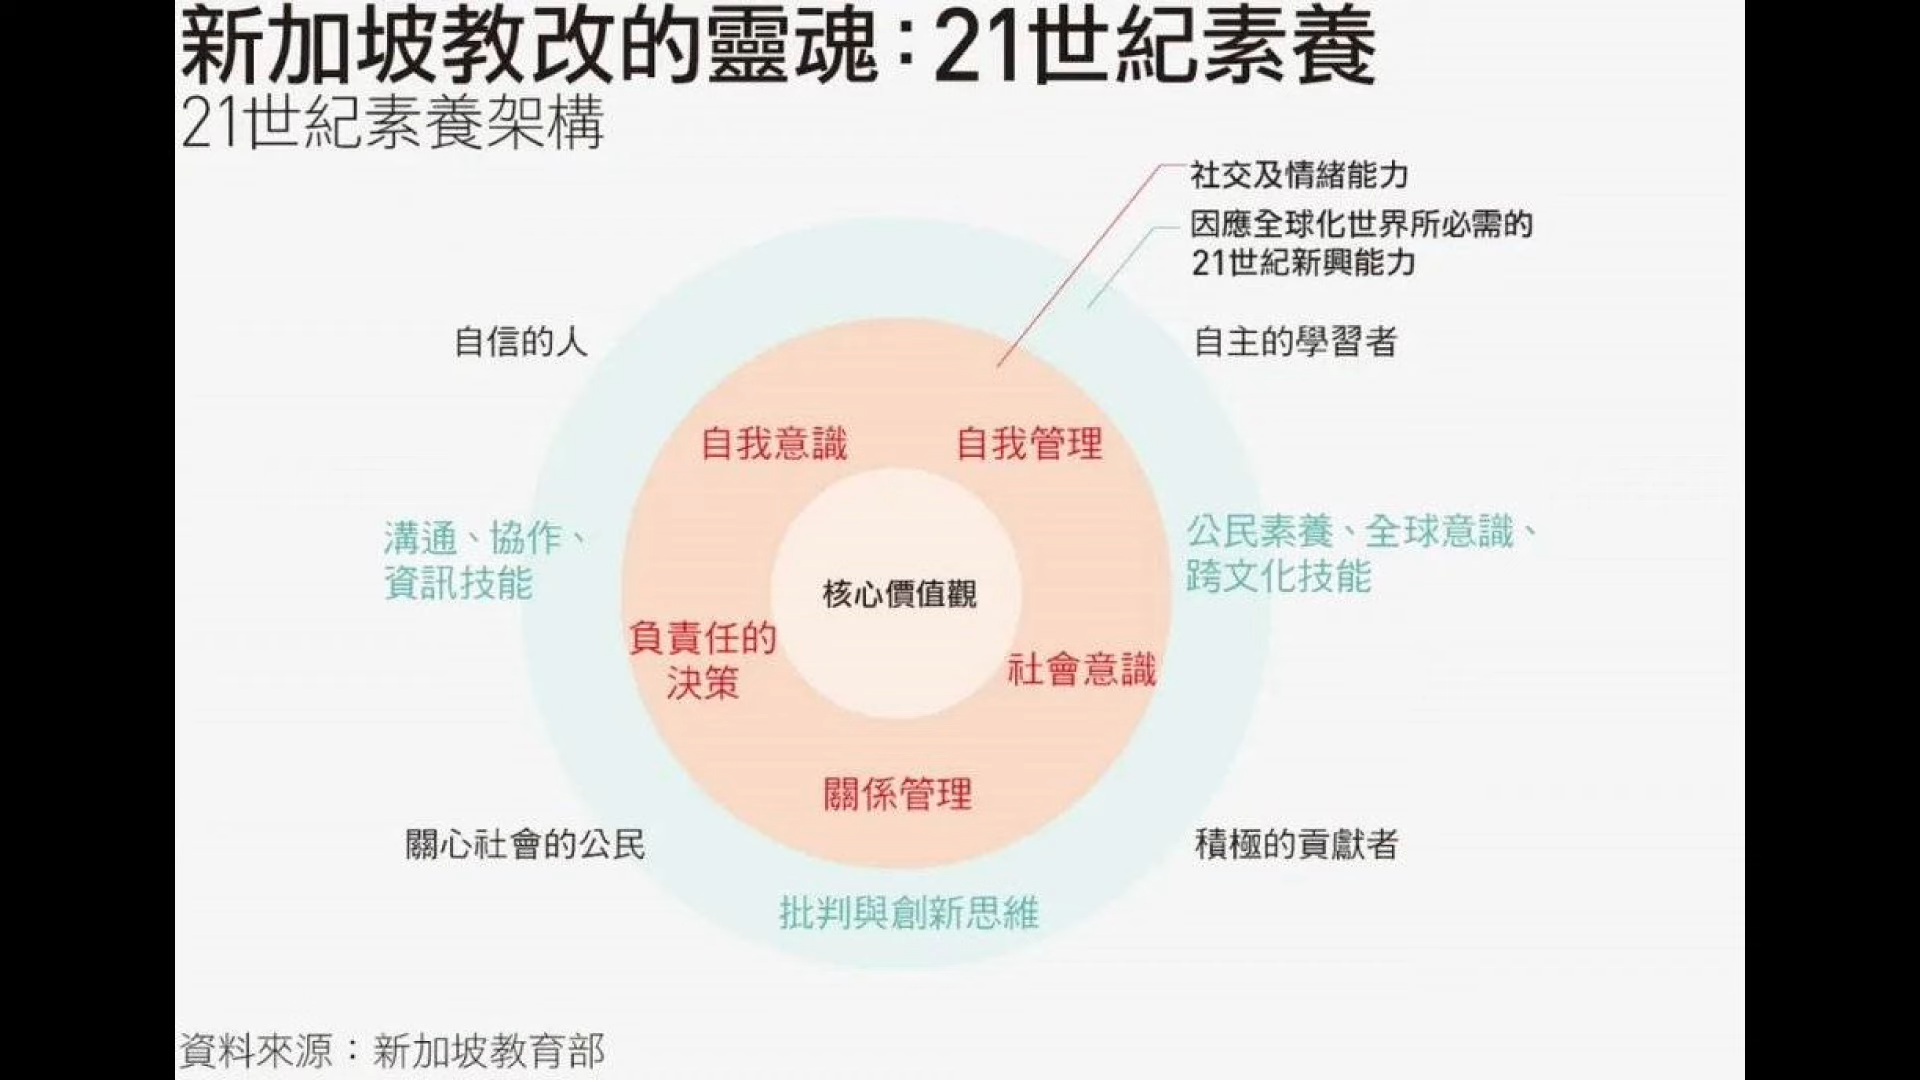 新加坡教改的靈魂：21世紀素養
21世紀素養架構
社交及情緒能力
因應全球化世界所必需的
21世紀新興能力
自信的人
自主的學習者
自我意識
自我管理
溝通、協作、
資訊技能
公民素養、全球意識、
跨文化技能
核心價值觀
負責任的
決策
社會意識
關係管理
關心社會的公民
積極的貢獻者
批判與創新思維
資料來源：新加坡教育部